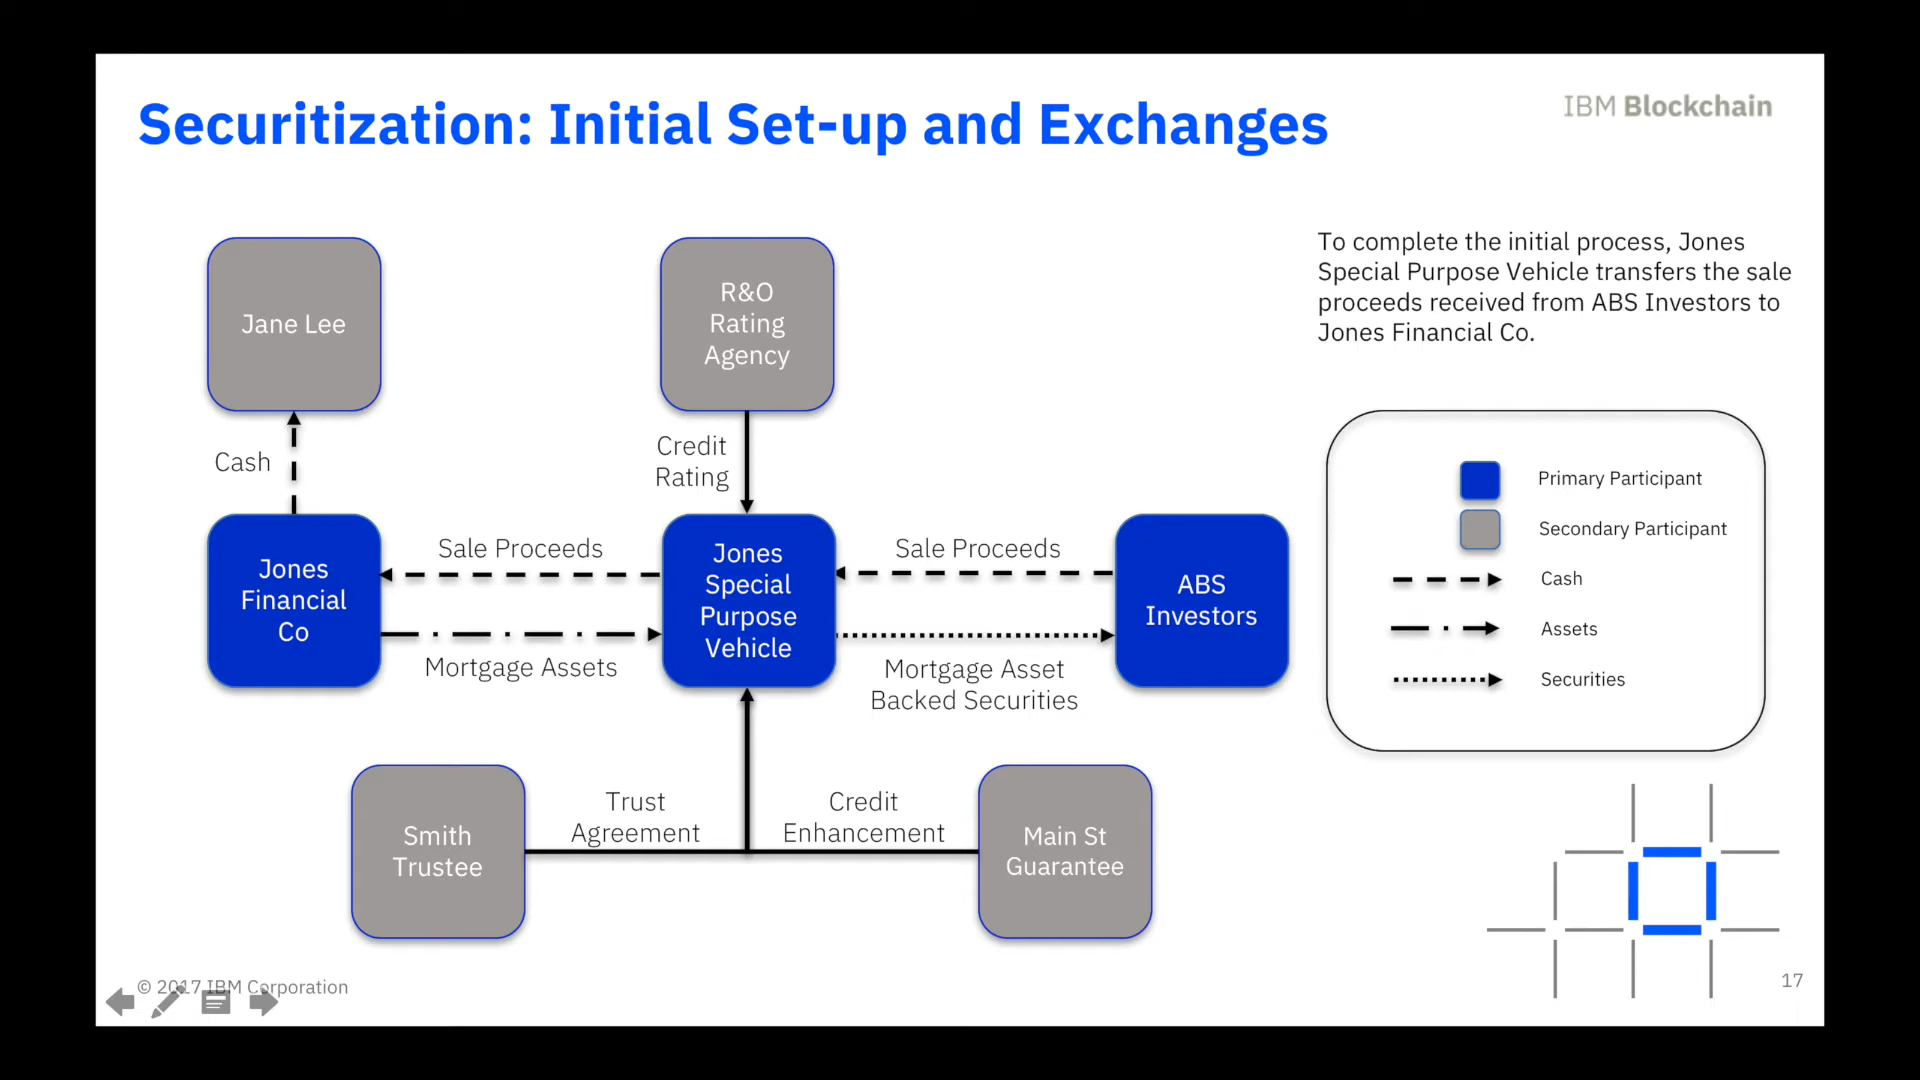 Securitization: Initial Set-up and Exchanges
IBM Blockchain
To complete the initial process, Jones
Special Purpose Vehicle transfers the sale
proceeds received from ABS Investors to
Jones Financial Co.
Jane Lee
R&O
Rating
Agency
Cash
Credit
Rating
Jones
Financial
Co
Sale Proceeds
Mortgage Assets
Jones
Special
Purpose
Vehicle
Sale Proceeds
Mortgage Asset
Backed Securities
ABS
Investors
Primary Participant
Secondary Participant
Cash
Assets
Securities
Smith
Trustee
Trust
Agreement
Credit
Enhancement
Main St
Guarantee
© 2017 IBM Corporation
17